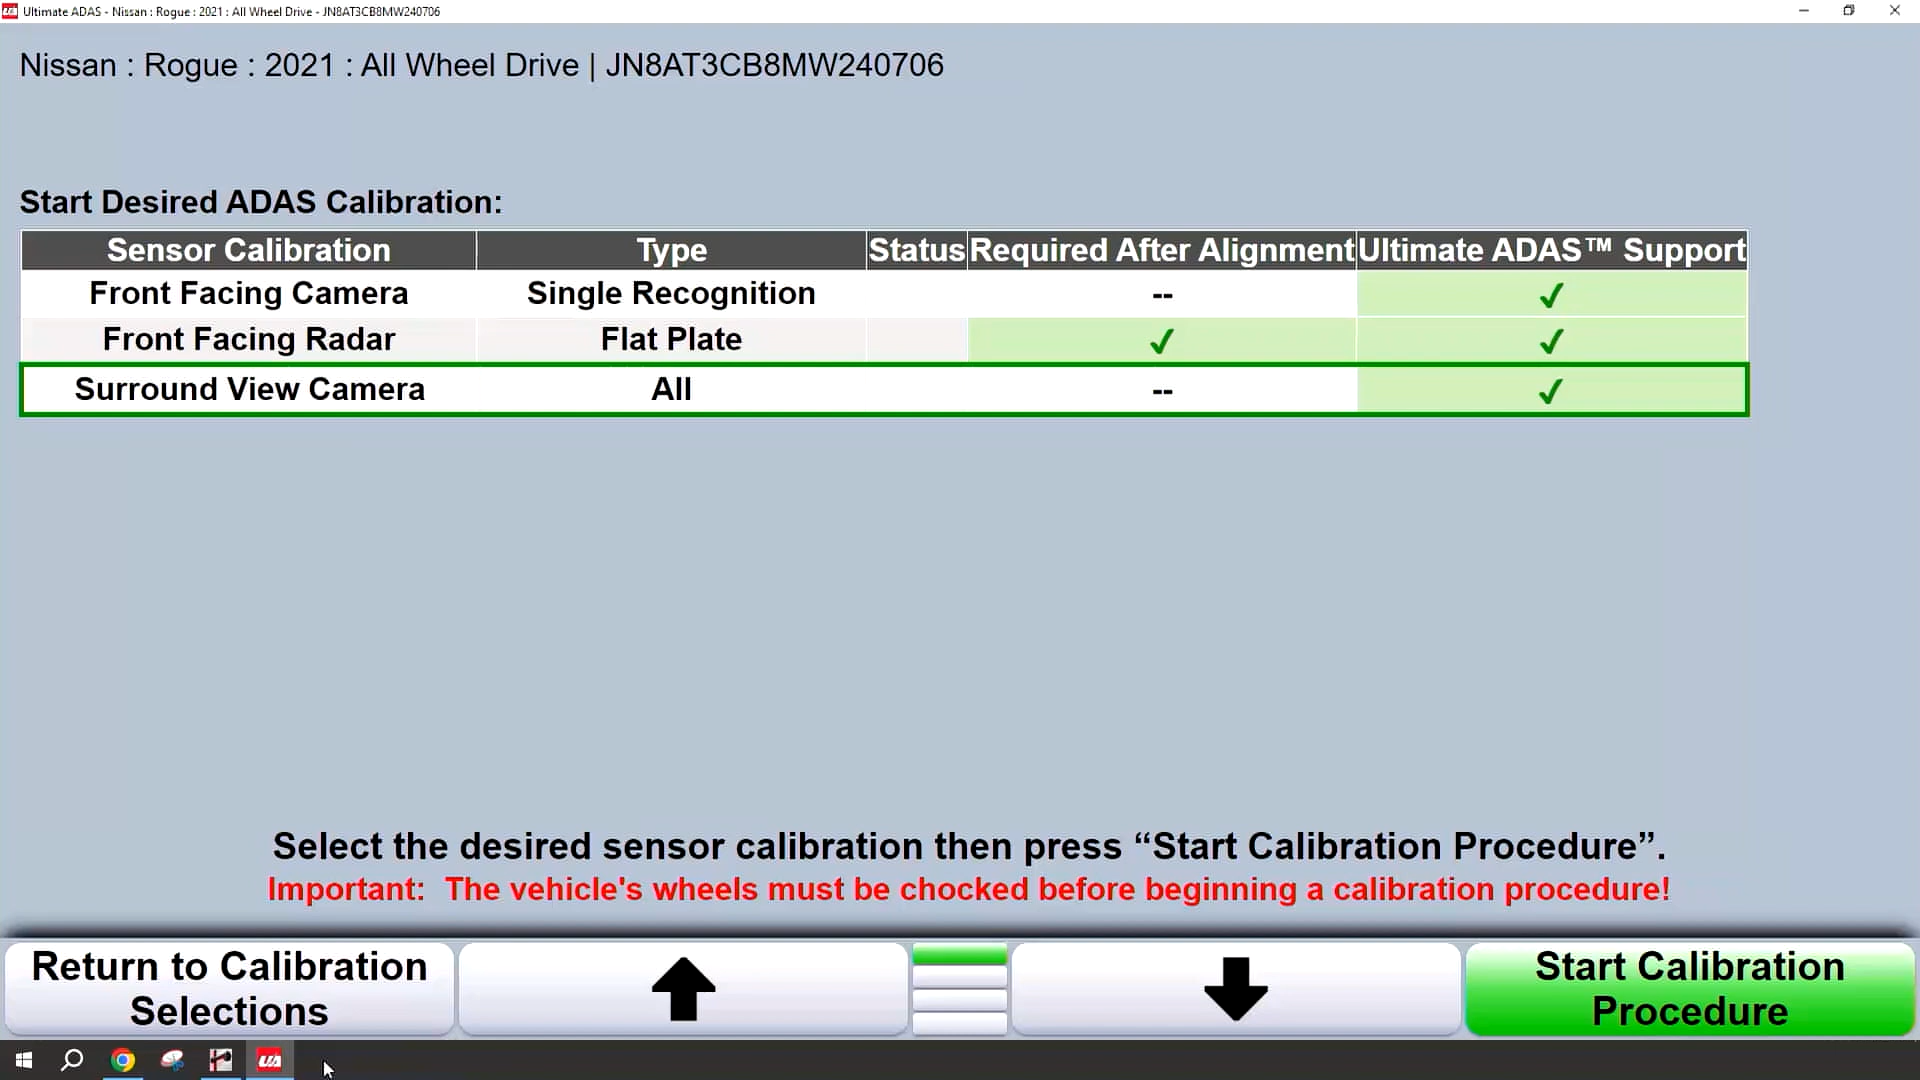 Ultimate ADAS - Nissan : Rogue : 2021 : All Wheel Drive - JN8AT3CB8MW240706
Nissan : Rogue : 2021 : All Wheel Drive | JN8AT3CB8MW240706
Start Desired ADAS Calibration:
Sensor Calibration Type Status Required After Alignment Ultimate ADAS™ Support
Front Facing Camera Single Recognition -- ✓
Front Facing Radar Flat Plate ✓ ✓
Surround View Camera All -- ✓
Select the desired sensor calibration then press “Start Calibration Procedure”.
Important: The vehicle's wheels must be chocked before beginning a calibration procedure!
Return to Calibration
Selections
Start Calibration
Procedure
UA